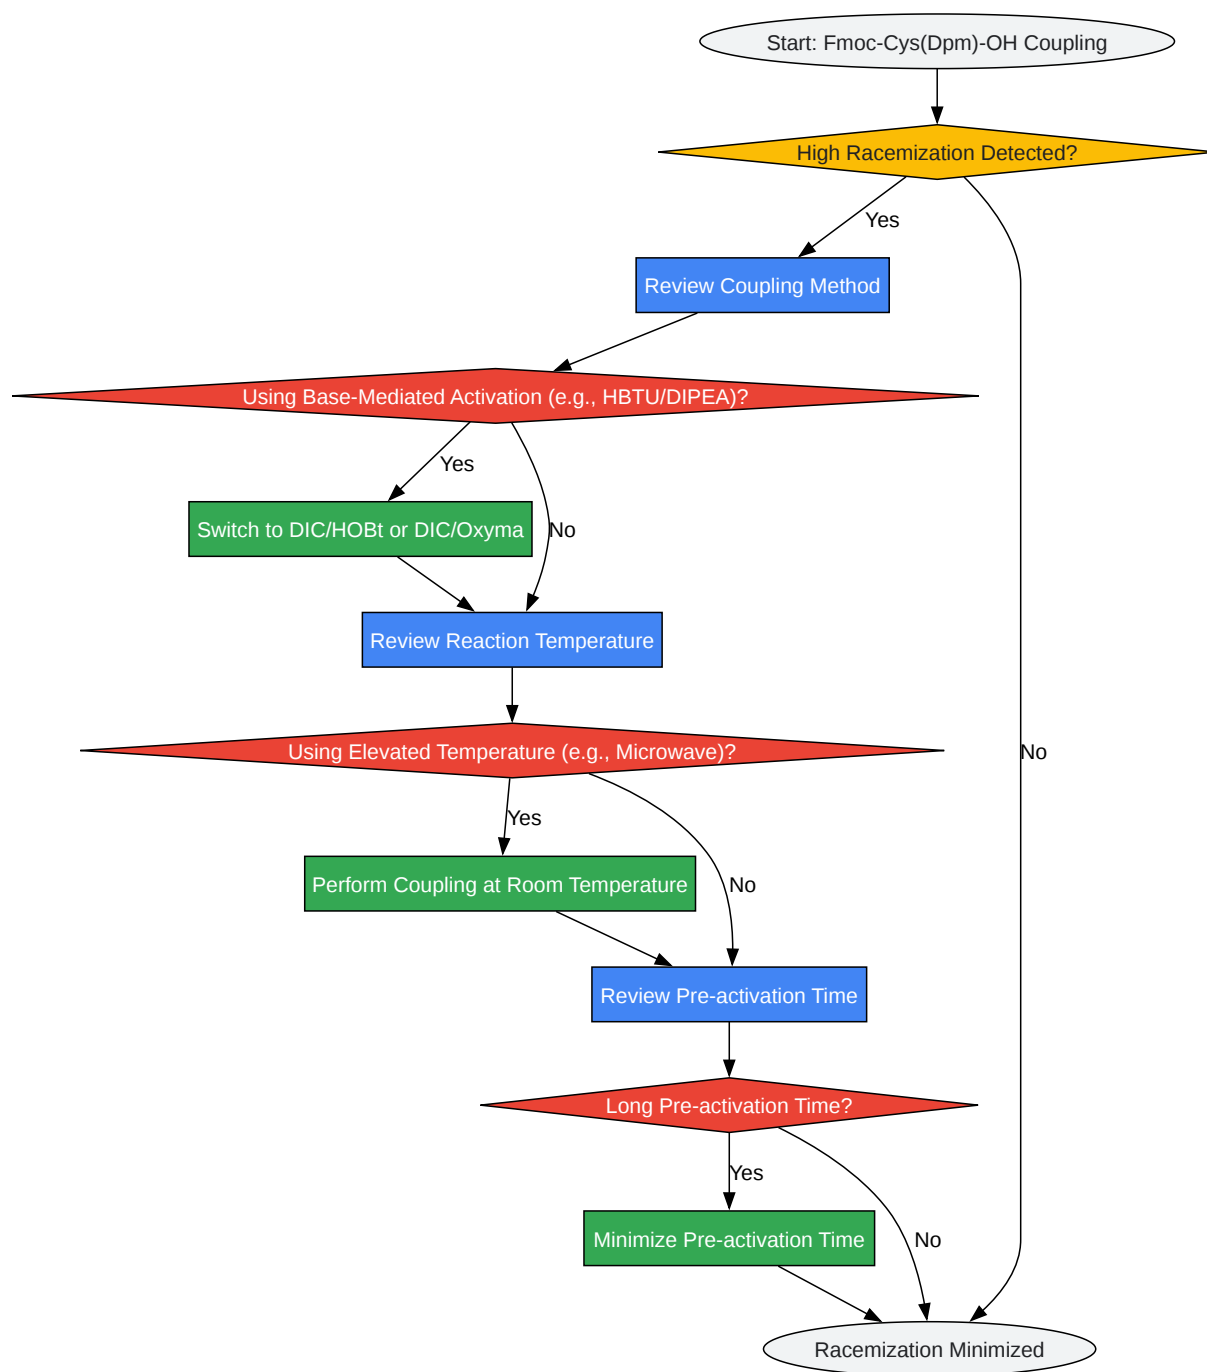 Start: Fmoc-Cys(Dpm)-OH Coupling
High Racemization Detected?
Yes
Review Coupling Method
Using Base-Mediated Activation (e.g., HBTU/DIPEA)?
Yes
Switch to DIC/HOBt or DIC/Oxyma
No
Review Reaction Temperature
Using Elevated Temperature (e.g., Microwave)?
No
Yes
Perform Coupling at Room Temperature
No
Review Pre-activation Time
Long Pre-activation Time?
Yes
Minimize Pre-activation Time
No
Racemization Minimized